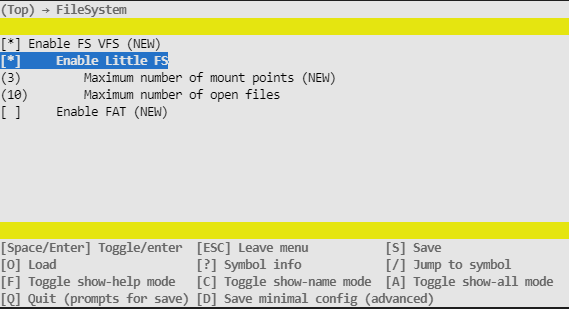 (Top) → FileSystem
[*] Enable FS VFS (NEW)
[*] Enable Little FS
(3) Maximum number of mount points (NEW)
(10) Maximum number of open files
[ ] Enable FAT (NEW)
[Space/Enter] Toggle/enter [ESC] Leave menu [S] Save
[O] Load [?] Symbol info [/] Jump to symbol
[F] Toggle show-help mode [C] Toggle show-name mode [A] Toggle show-all mode
[Q] Quit (prompts for save) [D] Save minimal config (advanced)